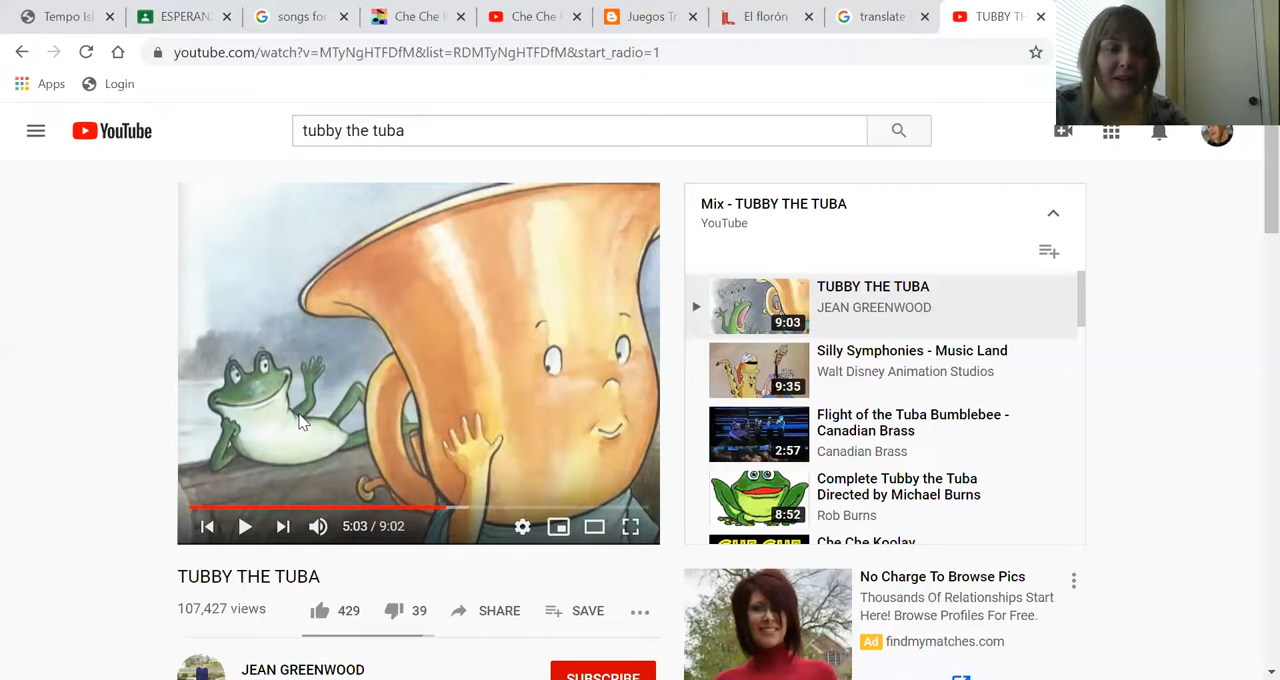 Tempo Isl
ESPERAN
songs for
Che Che
Che Che
Juegos Tr
El florón
translate
TUBBY TH
youtube.com/watch?v=MTyNgHTFDfM&list=RDMTyNgHTFDfM&start_radio=1
Apps
Login
YouTube
tubby the tuba
Mix - TUBBY THE TUBA
YouTube
TUBBY THE TUBA
JEAN GREENWOOD
9:03
Silly Symphonies - Music Land
Walt Disney Animation Studios
9:35
Flight of the Tuba Bumblebee -
Canadian Brass
Canadian Brass
2:57
Complete Tubby the Tuba
Directed by Michael Burns
Rob Burns
8:52
Che Che Koolay
5:03 / 9:02
TUBBY THE TUBA
107,427 views
429
39
SHARE
SAVE
JEAN GREENWOOD
SUBSCRIBE
No Charge To Browse Pics
Thousands Of Relationships Start
Here! Browse Profiles For Free.
Ad findmymatches.com